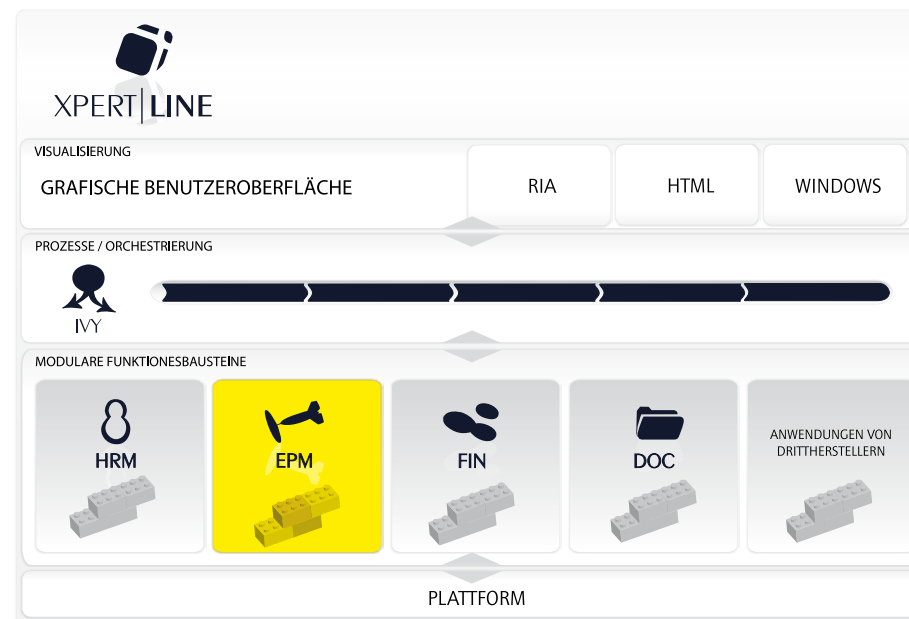 XPERT|LINE
VISUALISIERUNG
GRAFISCHE BENUTZEROBERFLÄCHE
RIA
HTML
WINDOWS
PROZESSE / ORCHESTRIERUNG
IVY
MODULARE FUNKTIONESBAUSTEINE
HRM
EPM
FIN
DOC
ANWENDUNGEN VON
DRITTHERSTELLERN
PLATTFORM